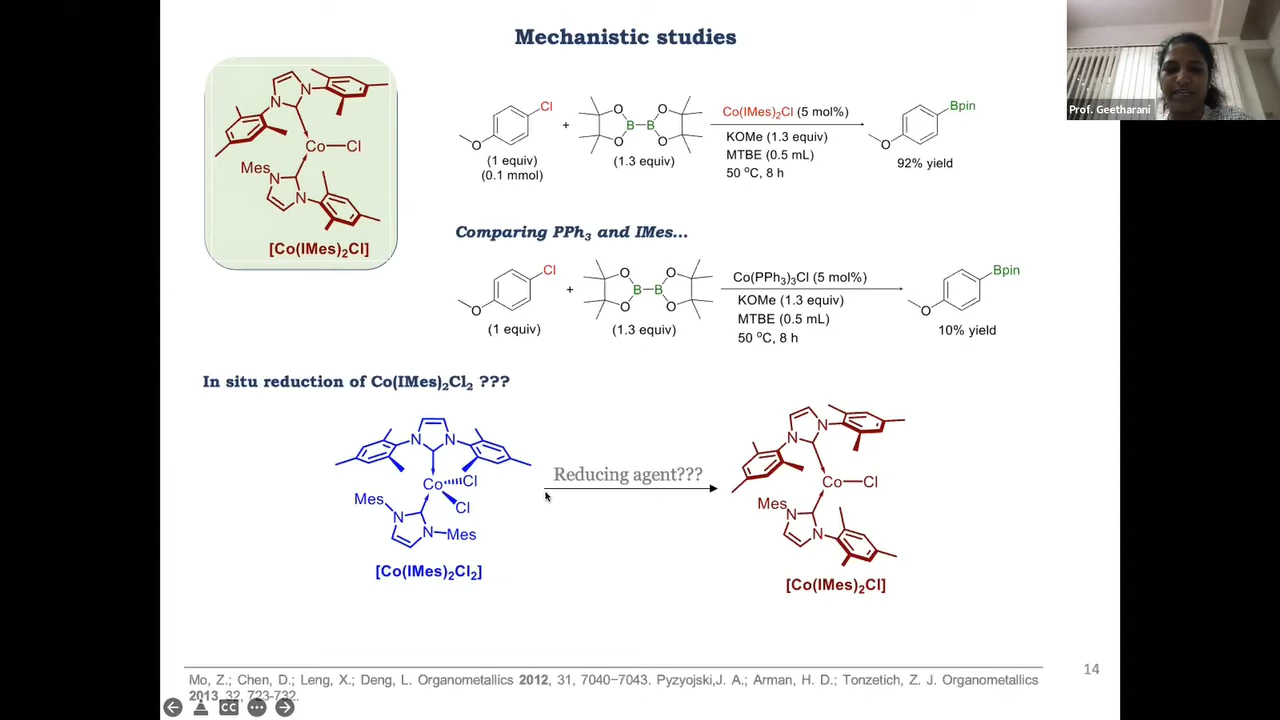 Mechanistic studies
Prof. Geetharani
N
N
Co—Cl
Mes
N
N
[Co(IMes)₂Cl]
Cl
O
(1 equiv)
(0.1 mmol)
+
O
O
B—B
O
O
(1.3 equiv)
Co(IMes)₂Cl (5 mol%)
KOMe (1.3 equiv)
MTBE (0.5 mL)
50 °C, 8 h
Bpin
O
92% yield
Comparing PPh₃ and IMes...
Cl
O
(1 equiv)
+
O
O
B—B
O
O
(1.3 equiv)
Co(PPh₃)₃Cl (5 mol%)
KOMe (1.3 equiv)
MTBE (0.5 mL)
50 °C, 8 h
Bpin
O
10% yield
In situ reduction of Co(IMes)₂Cl₂ ???
N
N
Co
Cl
Cl
Mes
N
N
Mes
[Co(IMes)₂Cl₂]
Reducing agent???
N
N
Co—Cl
Mes
N
N
[Co(IMes)₂Cl]
14
Mo, Z.; Chen, D.; Leng, X.; Deng, L. Organometallics 2012, 31, 7040−7043. Pyzyojski,J. A.; Arman, H. D.; Tonzetich, Z. J. Organometallics
2013, 32, 723-732.
CC